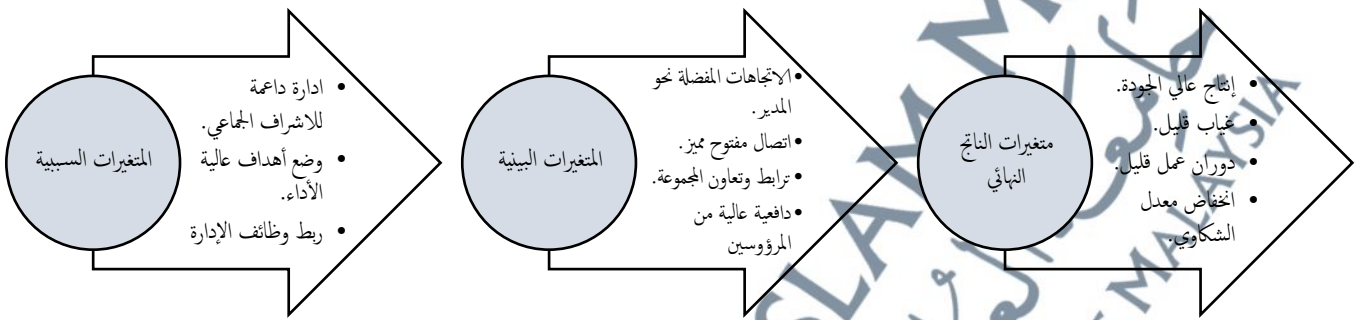 المتغيرات السببية
• ادارة داعمة
للاشراف الجماعي.
• وضع أهداف عالية
الأداء.
• ربط وظائف الإدارة
المتغيرات البينية
•الاتجاهات المفضلة نحو
المدير.
•اتصال مفتوح مميز.
•ترابط وتعاون المجموعة.
•دافعية عالية من
المرؤوسين
متغيرات الناتج
النهائي
• إنتاج عالي الجودة.
• غياب قليل.
• دوران عمل قليل.
• انخفاض معدل
الشكاوي.